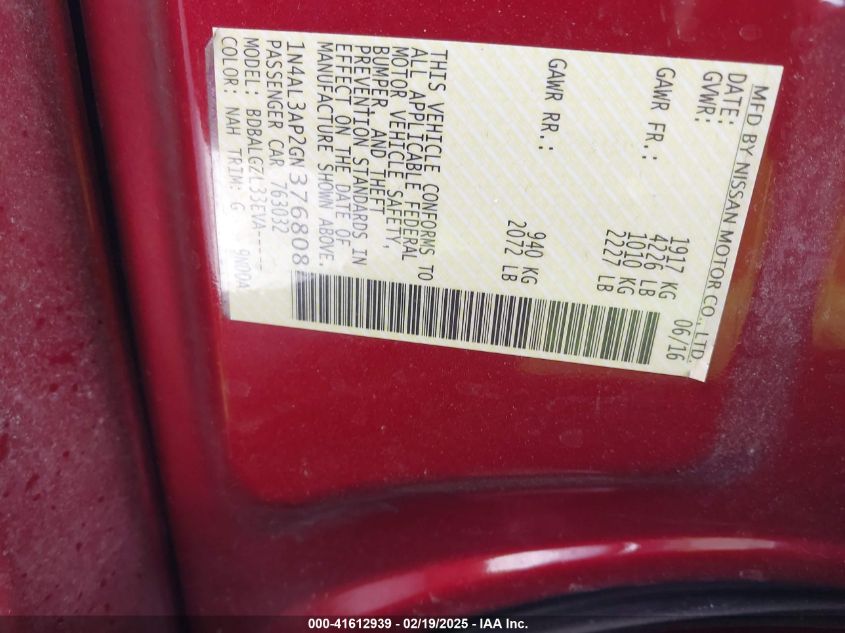 MFD BY NISSAN MOTOR CO., LTD.
DATE: 06/16
GVWR: 1917 KG
4226 LB
GAWR FR.: 1010 KG
2227 LB
GAWR RR.: 940 KG
2072 LB
THIS VEHICLE CONFORMS TO
ALL APPLICABLE FEDERAL
MOTOR VEHICLE SAFETY,
BUMPER, AND THEFT
PREVENTION STANDARDS IN
EFFECT ON THE DATE OF
MANUFACTURE SHOWN ABOVE.
1N4AL3AP2GN376808
PASSENGER CAR 763032
MODEL: BDBALGZL33EVA-----
COLOR: NAH TRIM: G 9N00A
000-41612939 - 02/19/2025 - IAA Inc.